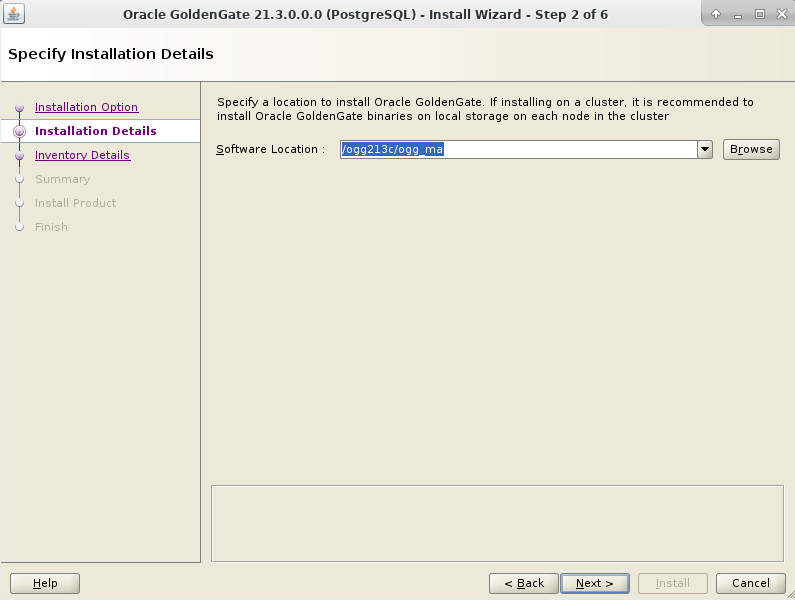 Oracle GoldenGate 21.3.0.0.0 (PostgreSQL) - Install Wizard - Step 2 of 6
Specify Installation Details
Installation Option
Installation Details
Inventory Details
Summary
Install Product
Finish
Specify a location to install Oracle GoldenGate. If installing on a cluster, it is recommended to
install Oracle GoldenGate binaries on local storage on each node in the cluster
Software Location :
/ogg213c/ogg_ma
Browse
Help
< Back
Next >
Install
Cancel